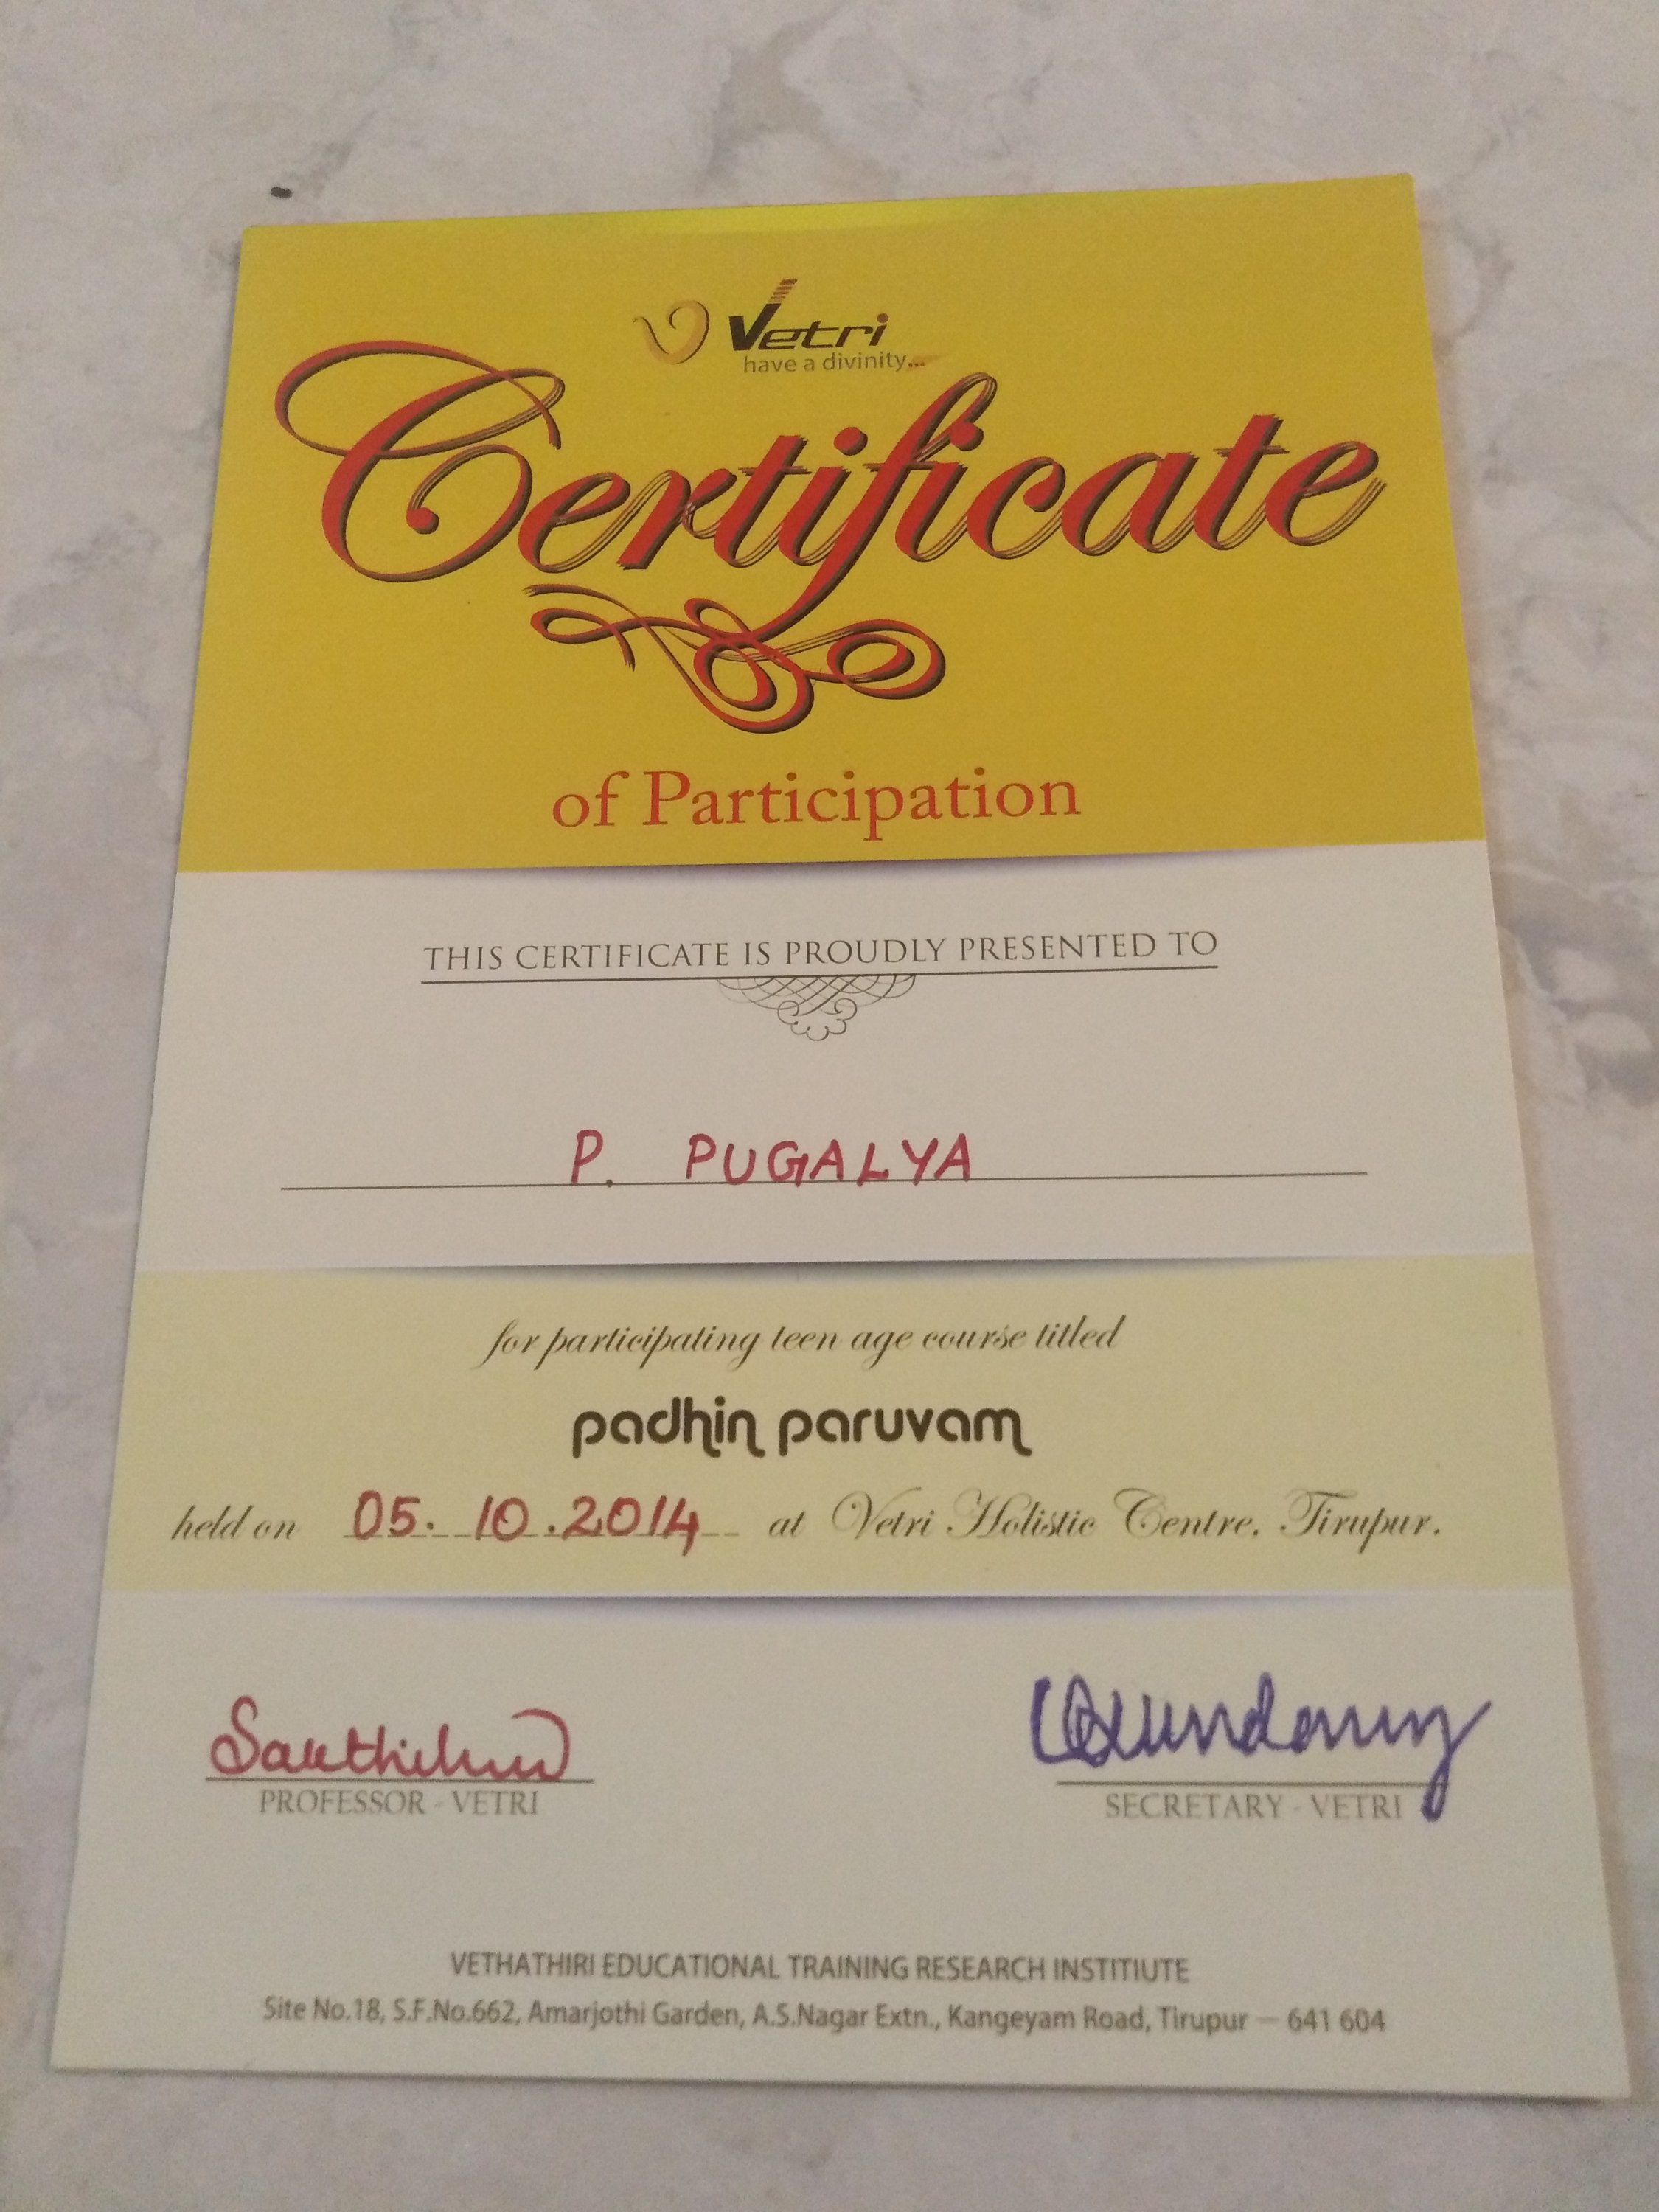 Vetri
have a divinity...
Certificate
of Participation
THIS CERTIFICATE IS PROUDLY PRESENTED TO
P. PUGALYA
for participating teen age course titled
padhin paruvam
held on 05.10.2014 at Vetri Holistic Centre, Tirupur.
PROFESSOR - VETRI
SECRETARY - VETRI
VETHATHIRI EDUCATIONAL TRAINING RESEARCH INSTITIUTE
Site No.18, S.F.No.662, Amarjothi Garden, A.S.Nagar Extn., Kangeyam Road, Tirupur — 641 604